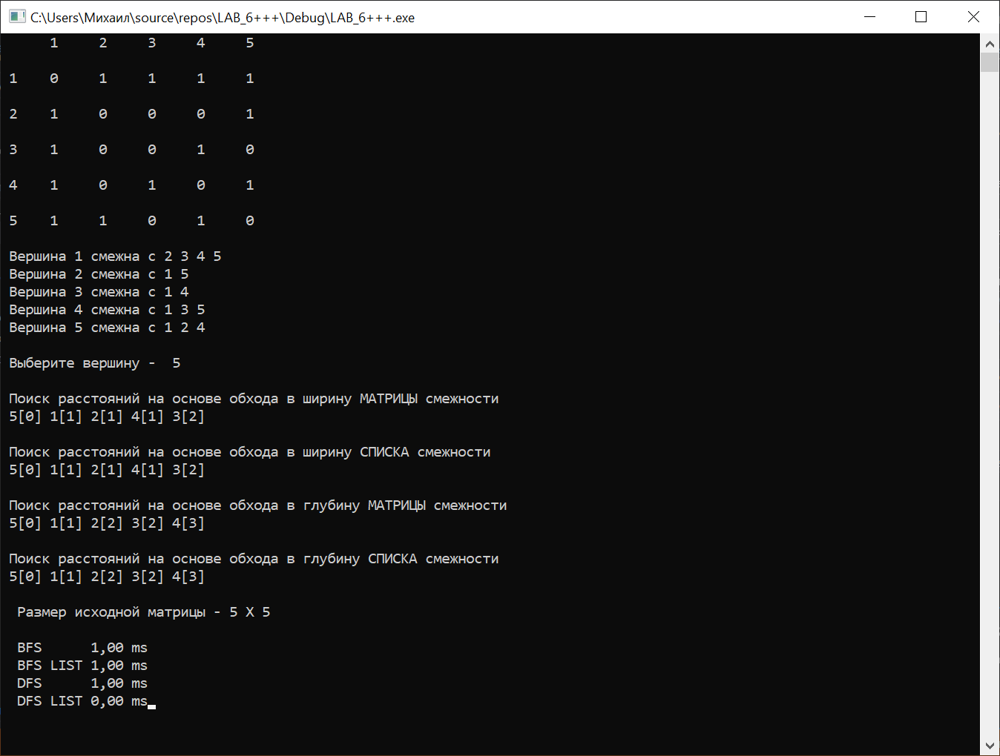 C:\Users\Михаил\source\repos\LAB_6+++\Debug\LAB_6+++.exe
1 2 3 4 5
1 0 1 1 1 1
2 1 0 0 0 1
3 1 0 0 1 0
4 1 0 1 0 1
5 1 1 0 1 0
Вершина 1 смежна с 2 3 4 5
Вершина 2 смежна с 1 5
Вершина 3 смежна с 1 4
Вершина 4 смежна с 1 3 5
Вершина 5 смежна с 1 2 4
Выберите вершину -  5
Поиск расстояний на основе обхода в ширину МАТРИЦЫ смежности
5[0] 1[1] 2[1] 4[1] 3[2]
Поиск расстояний на основе обхода в ширину СПИСКА смежности
5[0] 1[1] 2[1] 4[1] 3[2]
Поиск расстояний на основе обхода в глубину МАТРИЦЫ смежности
5[0] 1[1] 2[2] 3[2] 4[3]
Поиск расстояний на основе обхода в глубину СПИСКА смежности
5[0] 1[1] 2[2] 3[2] 4[3]
Размер исходной матрицы - 5 X 5
BFS      1,00 ms
BFS LIST 1,00 ms
DFS      1,00 ms
DFS LIST 0,00 ms